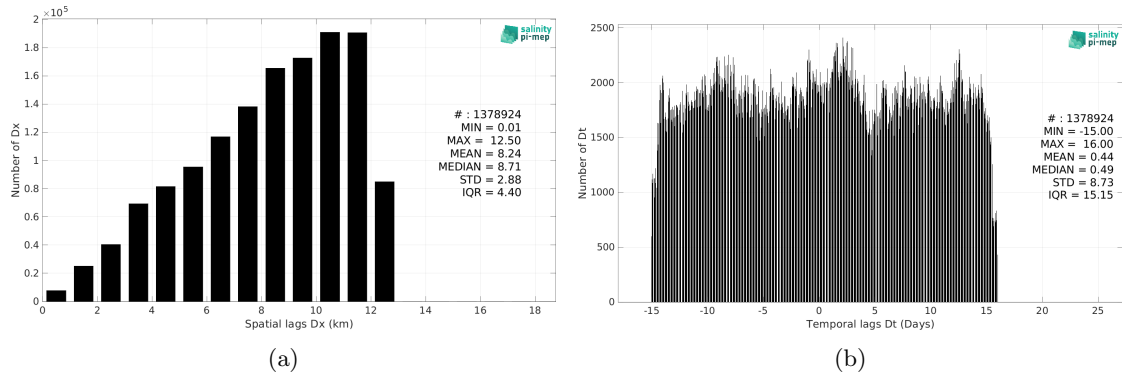 ×10⁵
2
1.8
1.6
1.4
1.2
1
0.8
0.6
0.4
0.2
0
Number of Dx
0 2 4 6 8 10 12 14 16 18
Spatial lags Dx (km)
salinity
pi-mep
# : 1378924
MIN = 0.01
MAX = 12.50
MEAN = 8.24
MEDIAN = 8.71
STD = 2.88
IQR = 4.40
(a)
2500
2000
1500
1000
500
0
Number of Dt
-15 -10 -5 0 5 10 15 20 25
Temporal lags Dt (Days)
salinity
pi-mep
# : 1378924
MIN = -15.00
MAX = 16.00
MEAN = 0.44
MEDIAN = 0.49
STD = 8.73
IQR = 15.15
(b)